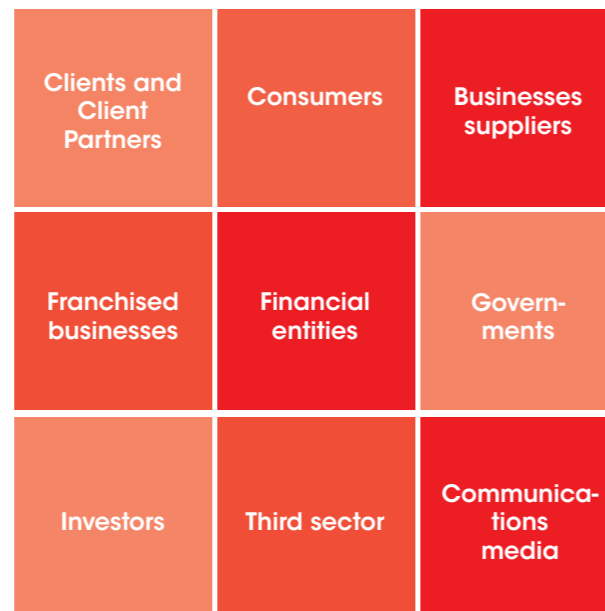 Clients and
Client
Partners
Consumers
Businesses
suppliers
Franchised
businesses
Financial
entities
Govern-
ments
Investors
Third sector
Communica-
tions
media